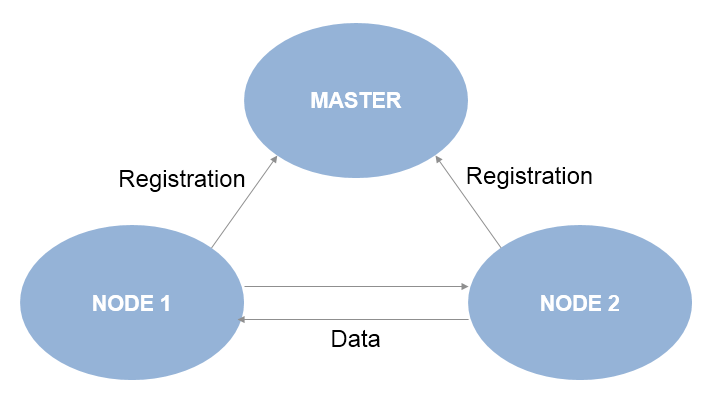 MASTER
Registration
Registration
NODE 1
NODE 2
Data